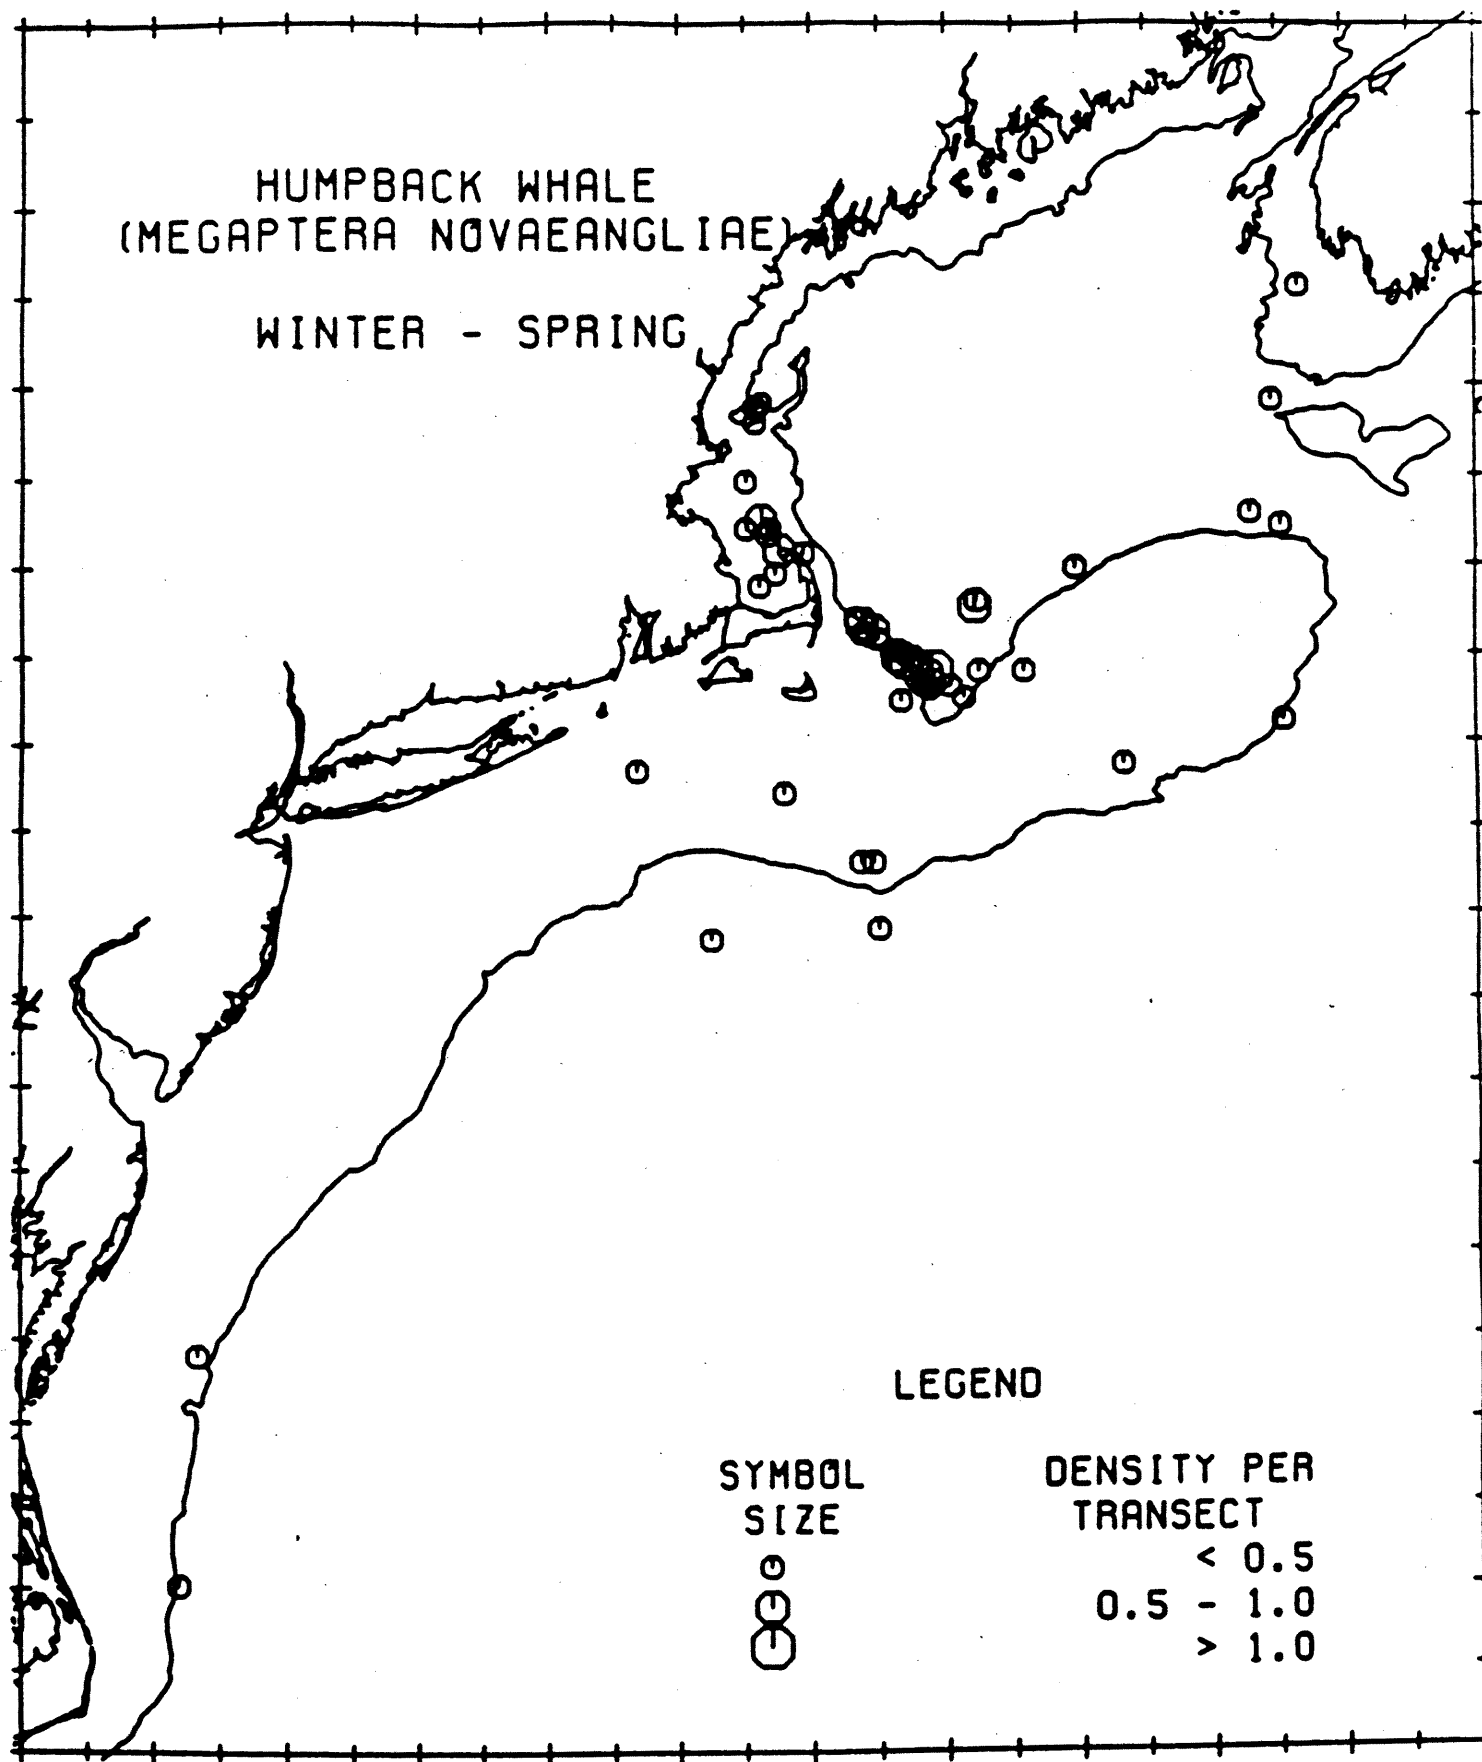 HUMPBACK WHALE
(MEGAPTERA NOVAEANGLIAE)
WINTER - SPRING
LEGEND
SYMBOL SIZE
DENSITY PER TRANSECT
< 0.5
0.5 - 1.0
> 1.0